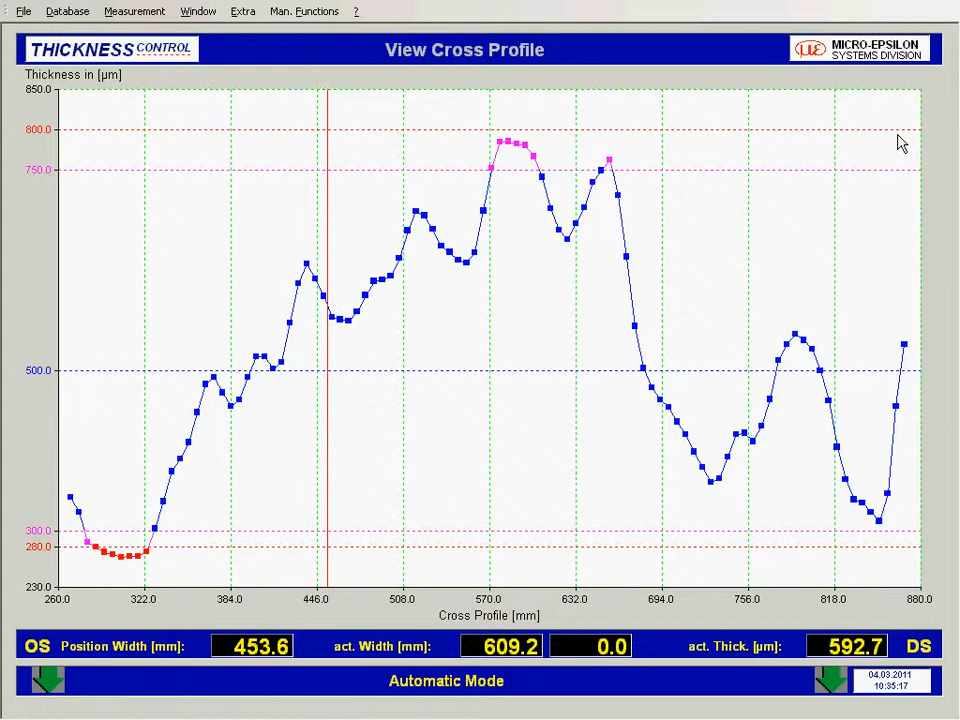 File Database Measurement Window Extra Man. Functions ?
THICKNESS CONTROL
View Cross Profile
με MICRO-EPSILON
SYSTEMS DIVISION
Thickness in [µm]
850.0
800.0
750.0
500.0
300.0
280.0
230.0
260.0 322.0 384.0 446.0 508.0 570.0 632.0 694.0 756.0 818.0 880.0
Cross Profile [mm]
OS Position Width [mm]: 453.6 act. Width [mm]: 609.2 0.0 act. Thick. [µm]: 592.7 DS
Automatic Mode
04.03.2011
10:35:17